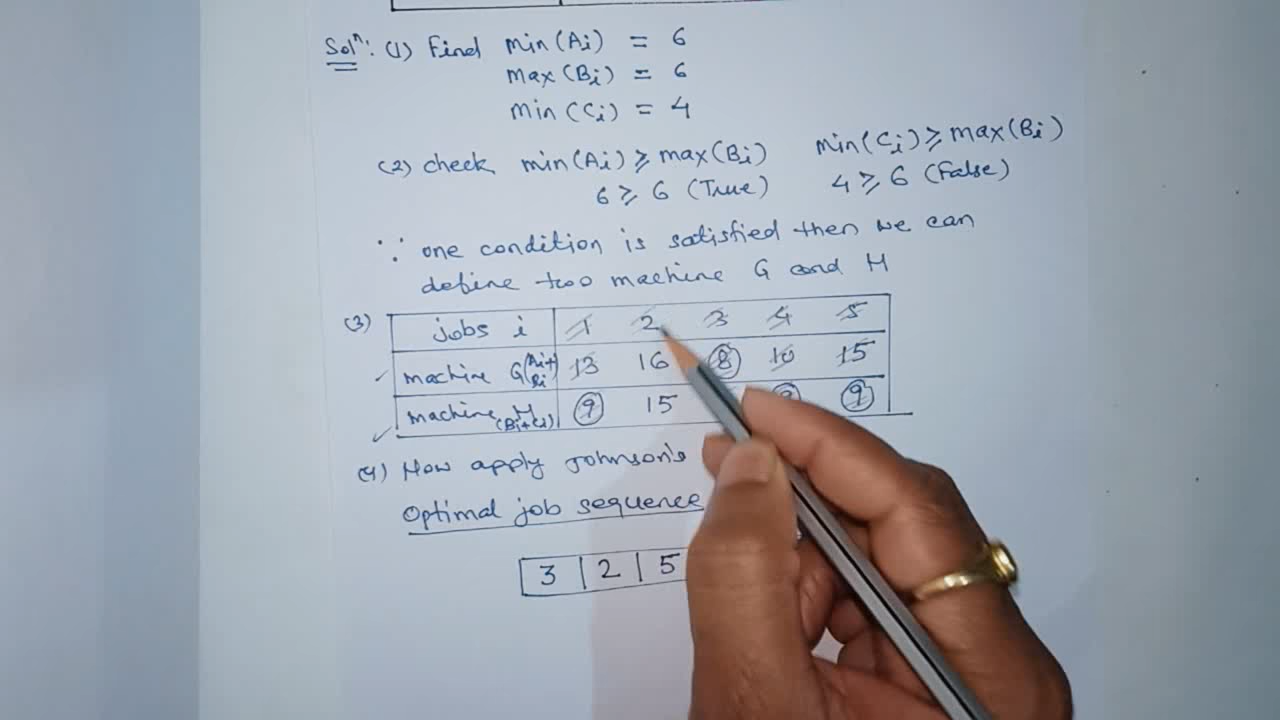 Solⁿ: (1) Find min(Ai) = 6
max(Bi) = 6
min(Ci) = 4
(2) check min(Ai) ⩾ max(Bi) min(Ci) ⩾ max(Bi)
6 ⩾ 6 (True) 4 ⩾ 6 (False)
∵ one condition is satisfied then we can
define two machine G and H
(3) jobs i 1 2 3 4 5
machine G(Ai+Bi) 13 16 8 10 15
machine H (Bi+Ci) 9 15 9
(4) Now apply Johnson's
Optimal job sequence
3 | 2 | 5